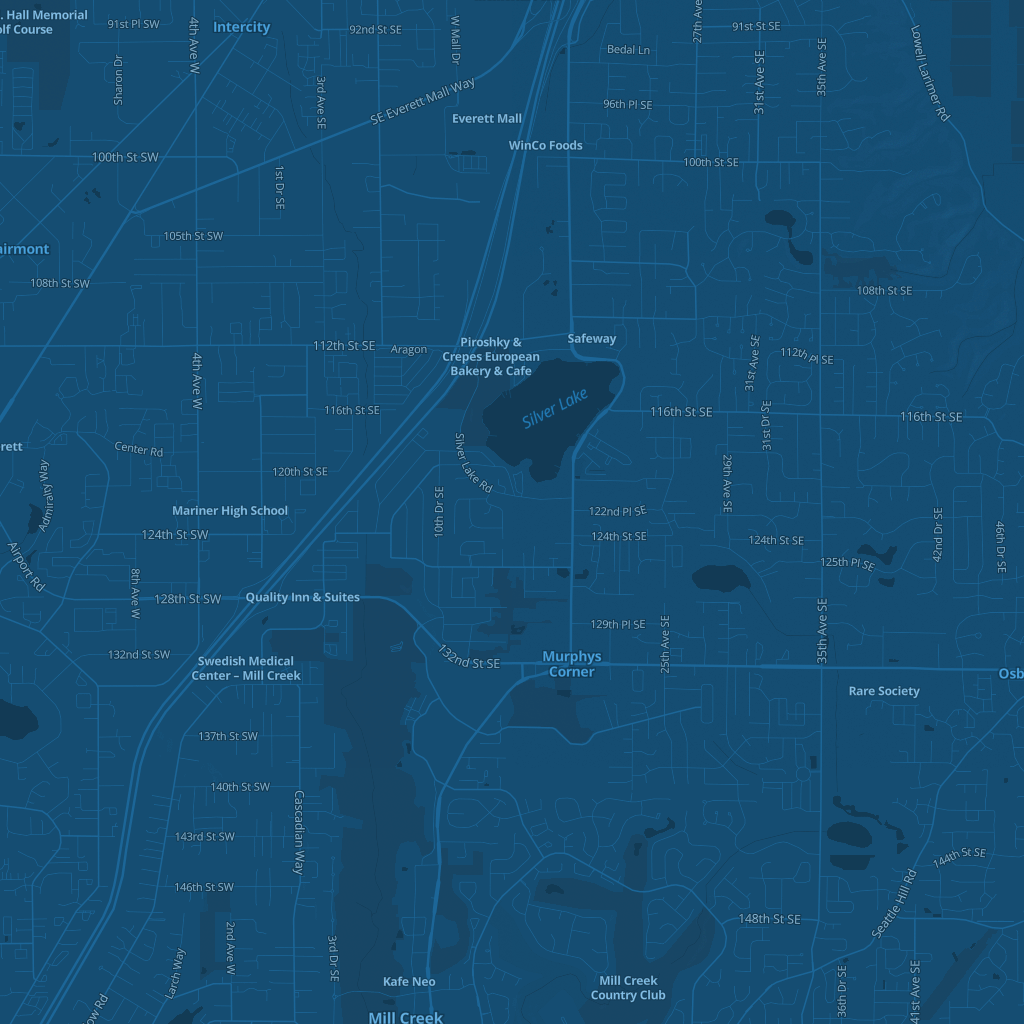 . Hall Memorial
olf Course
91st Pl SW
4th Ave W
Intercity
92nd St SE
W Mall Dr
Bedal Ln
27th Ave
91st St SE
31st Ave SE
35th Ave SE
Lowell Larimer Rd
Sharon Dr
3rd Ave SE
SE Everett Mall Way
Everett Mall
96th Pl SE
WinCo Foods
100th St SW
1st Dr SE
100th St SE
105th St SW
airmont
108th St SW
108th St SE
112th St SE
Aragon
Piroshky &
Crepes European
Bakery & Cafe
Safeway
31st Ave SE
112th Pl SE
4th Ave W
Silver Lake
116th St SE
116th St SE
31st Dr SE
116th St SE
rett
Center Rd
Admiralty Way
120th St SE
Silver Lake Rd
10th Dr SE
29th Ave SE
Mariner High School
122nd Pl SE
124th St SW
124th St SE
124th St SE
42nd Dr SE
46th Dr SE
125th Pl SE
Airport Rd
8th Ave W
128th St SW
Quality Inn & Suites
129th Pl SE
25th Ave SE
35th Ave SE
132nd St SW
Swedish Medical
Center – Mill Creek
132nd St SE
Murphys
Corner
Osb
Rare Society
137th St SW
140th St SW
Cascadian Way
143rd St SW
144th St SE
146th St SW
Seattle Hill Rd
148th St SE
2nd Ave W
3rd Dr SE
Larch Way
Kafe Neo
Mill Creek
Country Club
36th Dr SE
41st Ave SE
ow Rd
Mill Creek